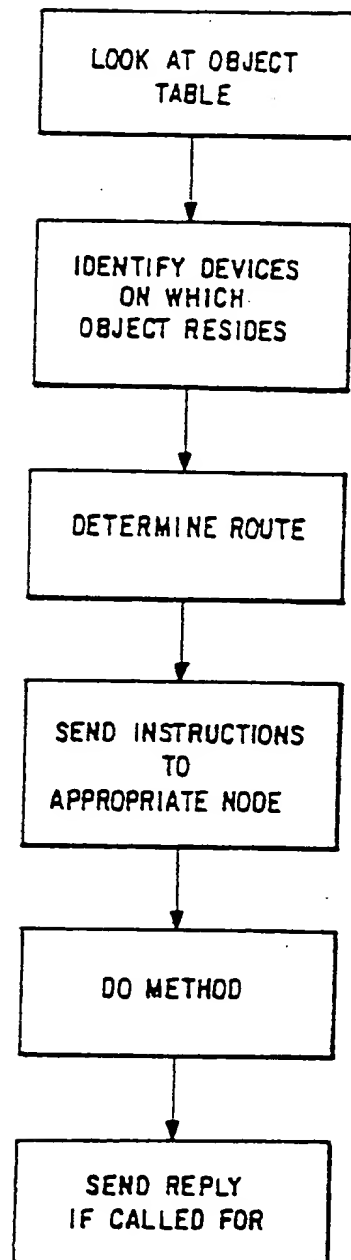 LOOK AT OBJECT
TABLE
IDENTIFY DEVICES
ON WHICH
OBJECT RESIDES
DETERMINE ROUTE
SEND INSTRUCTIONS
TO
APPROPRIATE NODE
DO METHOD
SEND REPLY
IF CALLED FOR